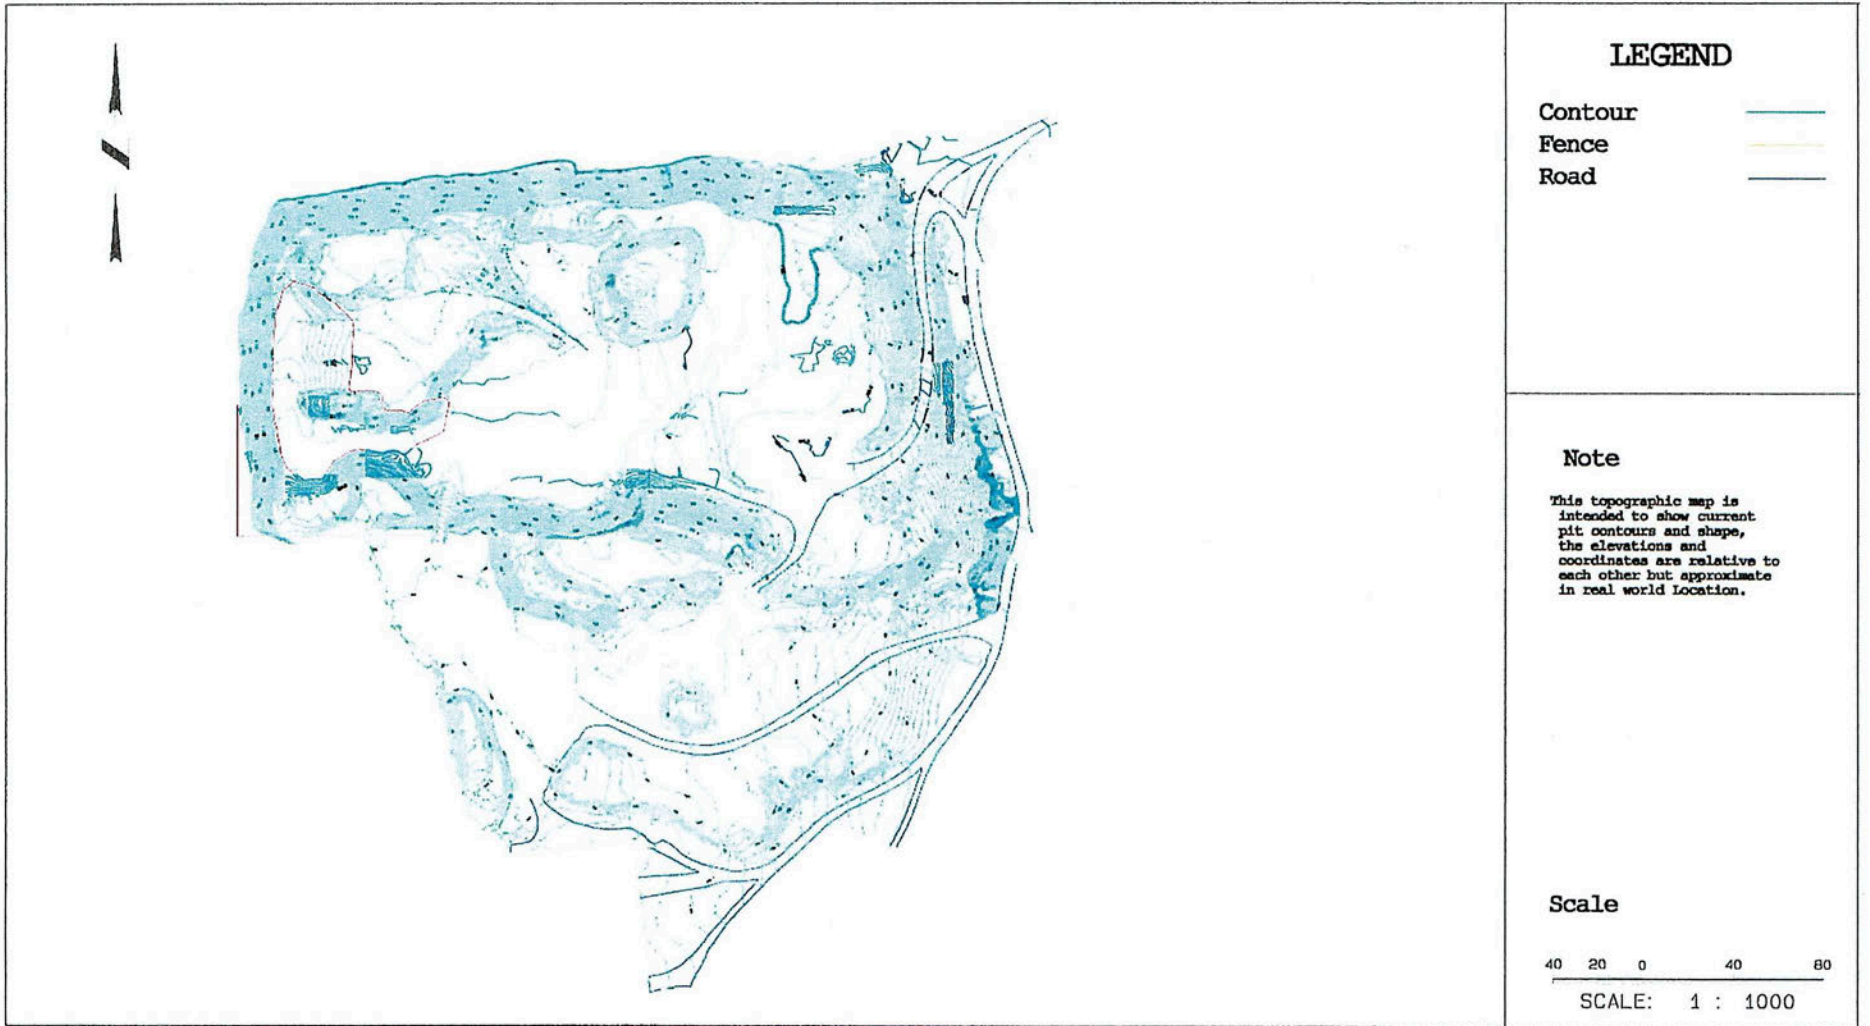 LEGEND
Contour
Fence
Road
Note
This topographic map is
intended to show current
pit contours and shape,
the elevations and
coordinates are relative to
each other but approximate
in real world Location.
Scale
40 20 0 40 80
SCALE: 1 : 1000